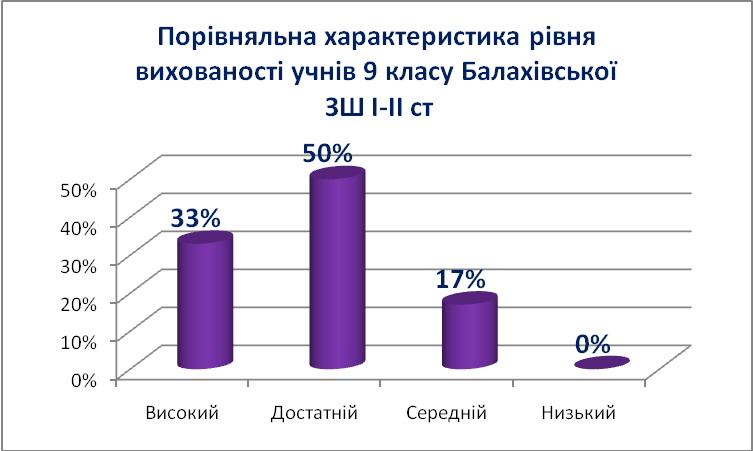 Порівняльна характеристика рівня
вихованості учнів 9 класу Балахівської
ЗШ І-ІІ ст
50%
33%
17%
0%
50%
40%
30%
20%
10%
0%
Високий Достатній Середній Низький